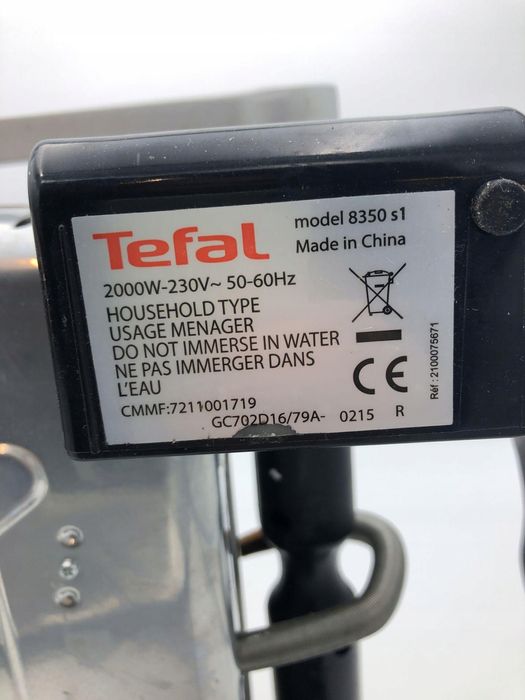 Tefal
model 8350 s1
Made in China
2000W-230V~ 50-60Hz
HOUSEHOLD TYPE
USAGE MENAGER
DO NOT IMMERSE IN WATER
NE PAS IMMERGER DANS
L'EAU
CMMF:7211001719
GC702D16/79A- 0215 R
CE
Réf : 2100075671